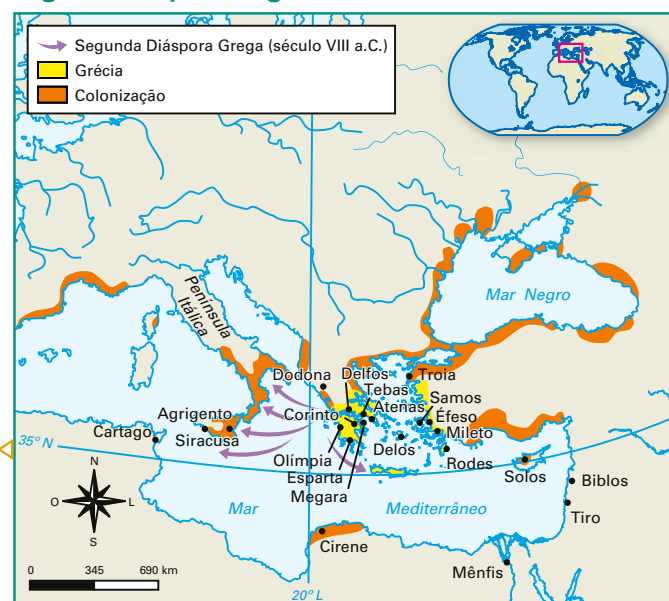 Segunda Diáspora Grega (século VIII a.C.)
Grécia
Colonização
Península
Itálica
Mar Negro
Dodona
Delfos
Tebas
Atenas
Troia
Samos
Éfeso
Mileto
Corinto
Agrigento
Siracusa
Cartago
35º N
Olímpia
Esparta
Megara
Delos
Rodes
Solos
Biblos
Tiro
Mar
Mediterrâneo
Cirene
Mênfis
N
O
L
S
0 345 690 km
20º L